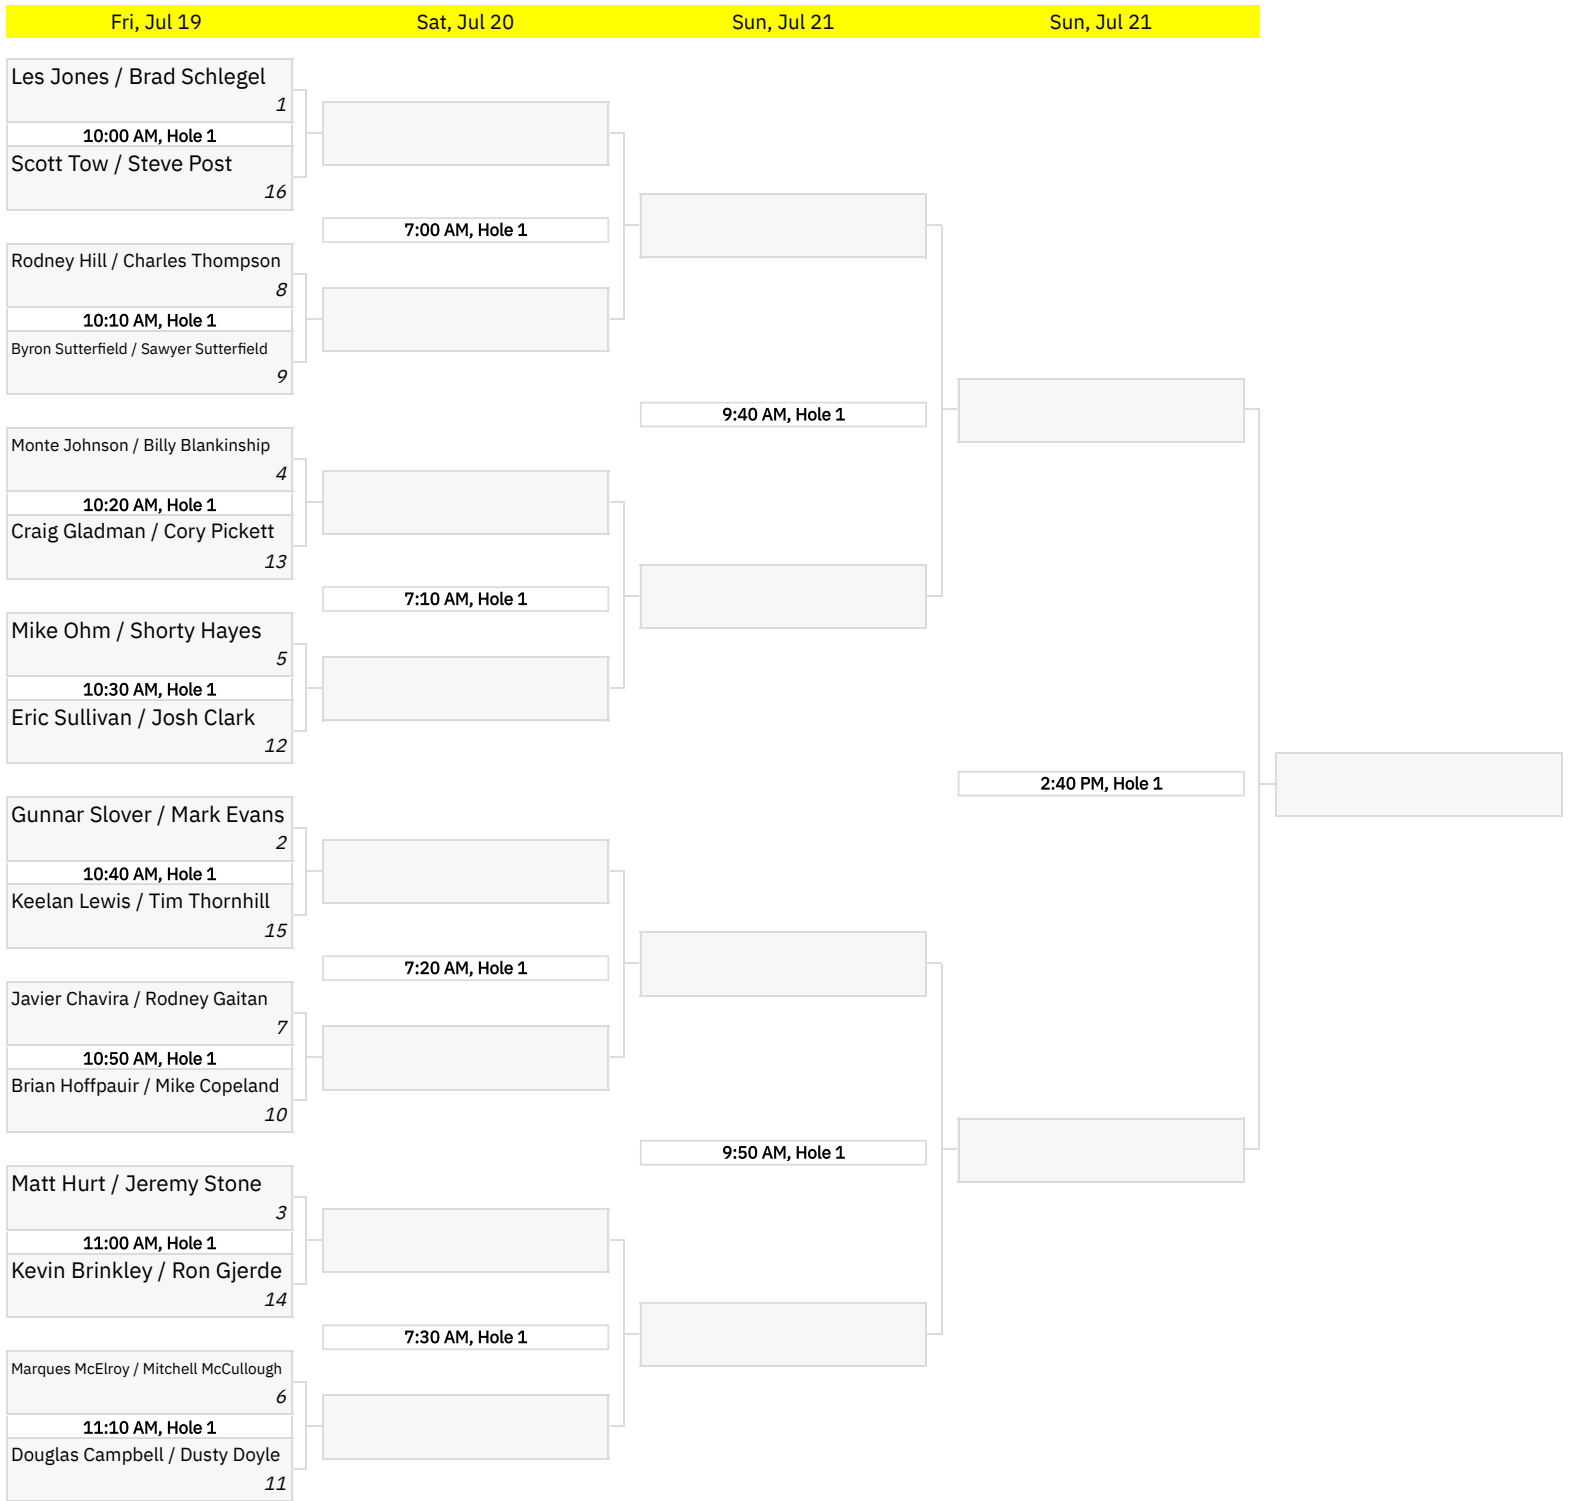 Fri, Jul 19
Sat, Jul 20
Sun, Jul 21
Sun, Jul 21
Les Jones / Brad Schlegel
1
10:00 AM, Hole 1
Scott Tow / Steve Post
16
Rodney Hill / Charles Thompson
8
10:10 AM, Hole 1
Byron Sutterfield / Sawyer Sutterfield
9
Monte Johnson / Billy Blankinship
4
10:20 AM, Hole 1
Craig Gladman / Cory Pickett
13
Mike Ohm / Shorty Hayes
5
10:30 AM, Hole 1
Eric Sullivan / Josh Clark
12
Gunnar Slover / Mark Evans
2
10:40 AM, Hole 1
Keelan Lewis / Tim Thornhill
15
Javier Chavira / Rodney Gaitan
7
10:50 AM, Hole 1
Brian Hoffpauir / Mike Copeland
10
Matt Hurt / Jeremy Stone
3
11:00 AM, Hole 1
Kevin Brinkley / Ron Gjerde
14
Marques McElroy / Mitchell McCullough
6
11:10 AM, Hole 1
Douglas Campbell / Dusty Doyle
11
7:00 AM, Hole 1
7:10 AM, Hole 1
7:20 AM, Hole 1
7:30 AM, Hole 1
9:40 AM, Hole 1
9:50 AM, Hole 1
2:40 PM, Hole 1